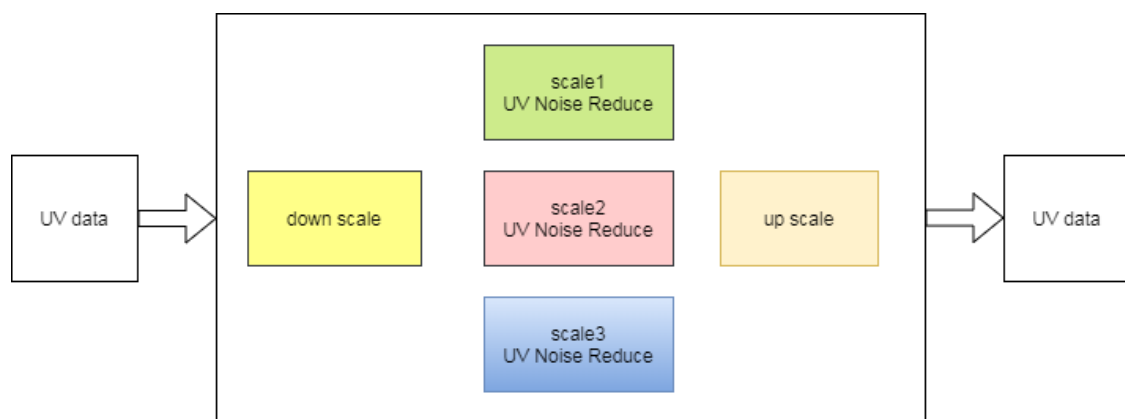 UV data
down scale
scale1
UV Noise Reduce
scale2
UV Noise Reduce
scale3
UV Noise Reduce
up scale
UV data